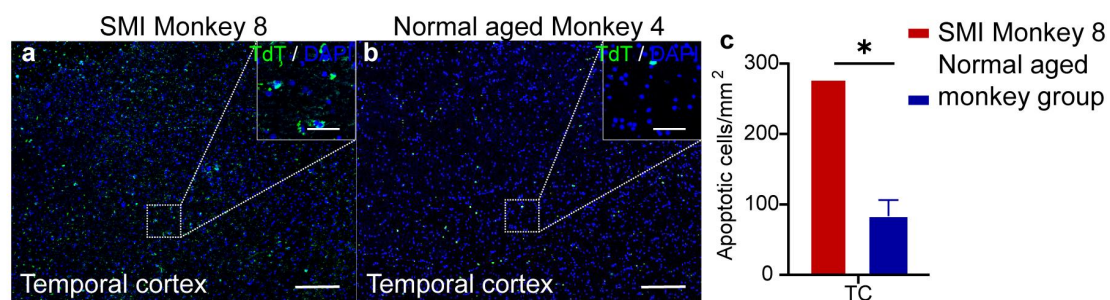 SMI Monkey 8
Normal aged Monkey 4
a
TdT / DAPI
Temporal cortex
b
TdT / DAPI
Temporal cortex
c
SMI Monkey 8
Normal aged
monkey group
*
Apoptotic cells/mm²
300
200
100
0
TC